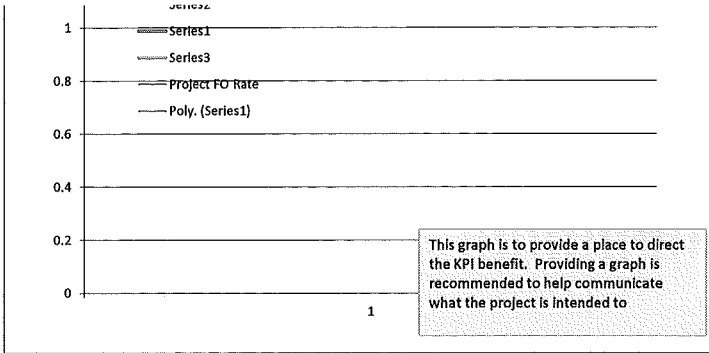 Series2
1
Series1
Series3
0.8
Project FO Rate
Poly. (Series1)
0.6
0.4
0.2
0
1
This graph is to provide a place to direct
the KPI benefit. Providing a graph is
recommended to help communicate
what the project is intended to